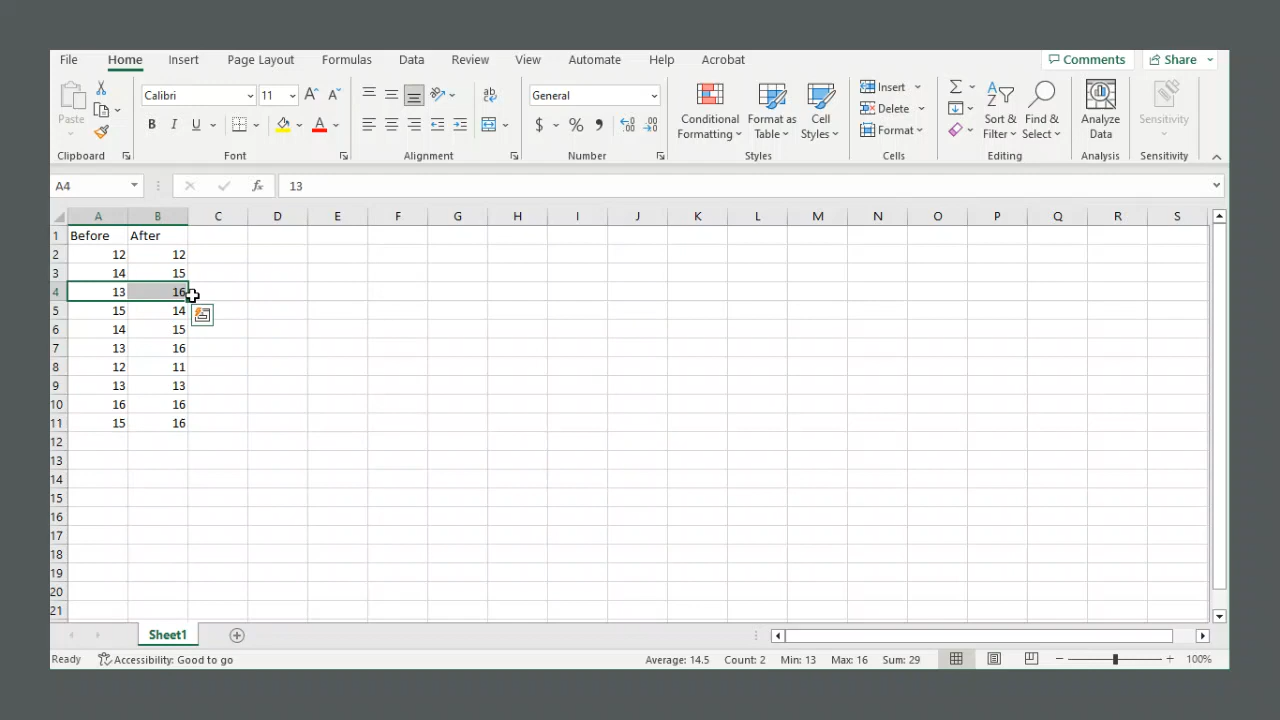 File Home Insert Page Layout Formulas Data Review View Automate Help Acrobat Comments Share
Calibri 11 General Insert
Paste Conditional Format as Cell Delete Sort & Find & Analyze Sensitivity
B I U A $ % Formatting Table Styles Format Filter Select Data
Clipboard Font Alignment Number Styles Cells Editing Analysis Sensitivity
A4 fx 13
A B C D E F G H I J K L M N O P Q R S
1 Before After
2 12 12
3 14 15
4 13 16
5 15 14
6 14 15
7 13 16
8 12 11
9 13 13
10 16 16
11 15 16
12
13
14
15
16
17
18
19
20
21
Sheet1
Ready Accessibility: Good to go Average: 14.5 Count: 2 Min: 13 Max: 16 Sum: 29 100%